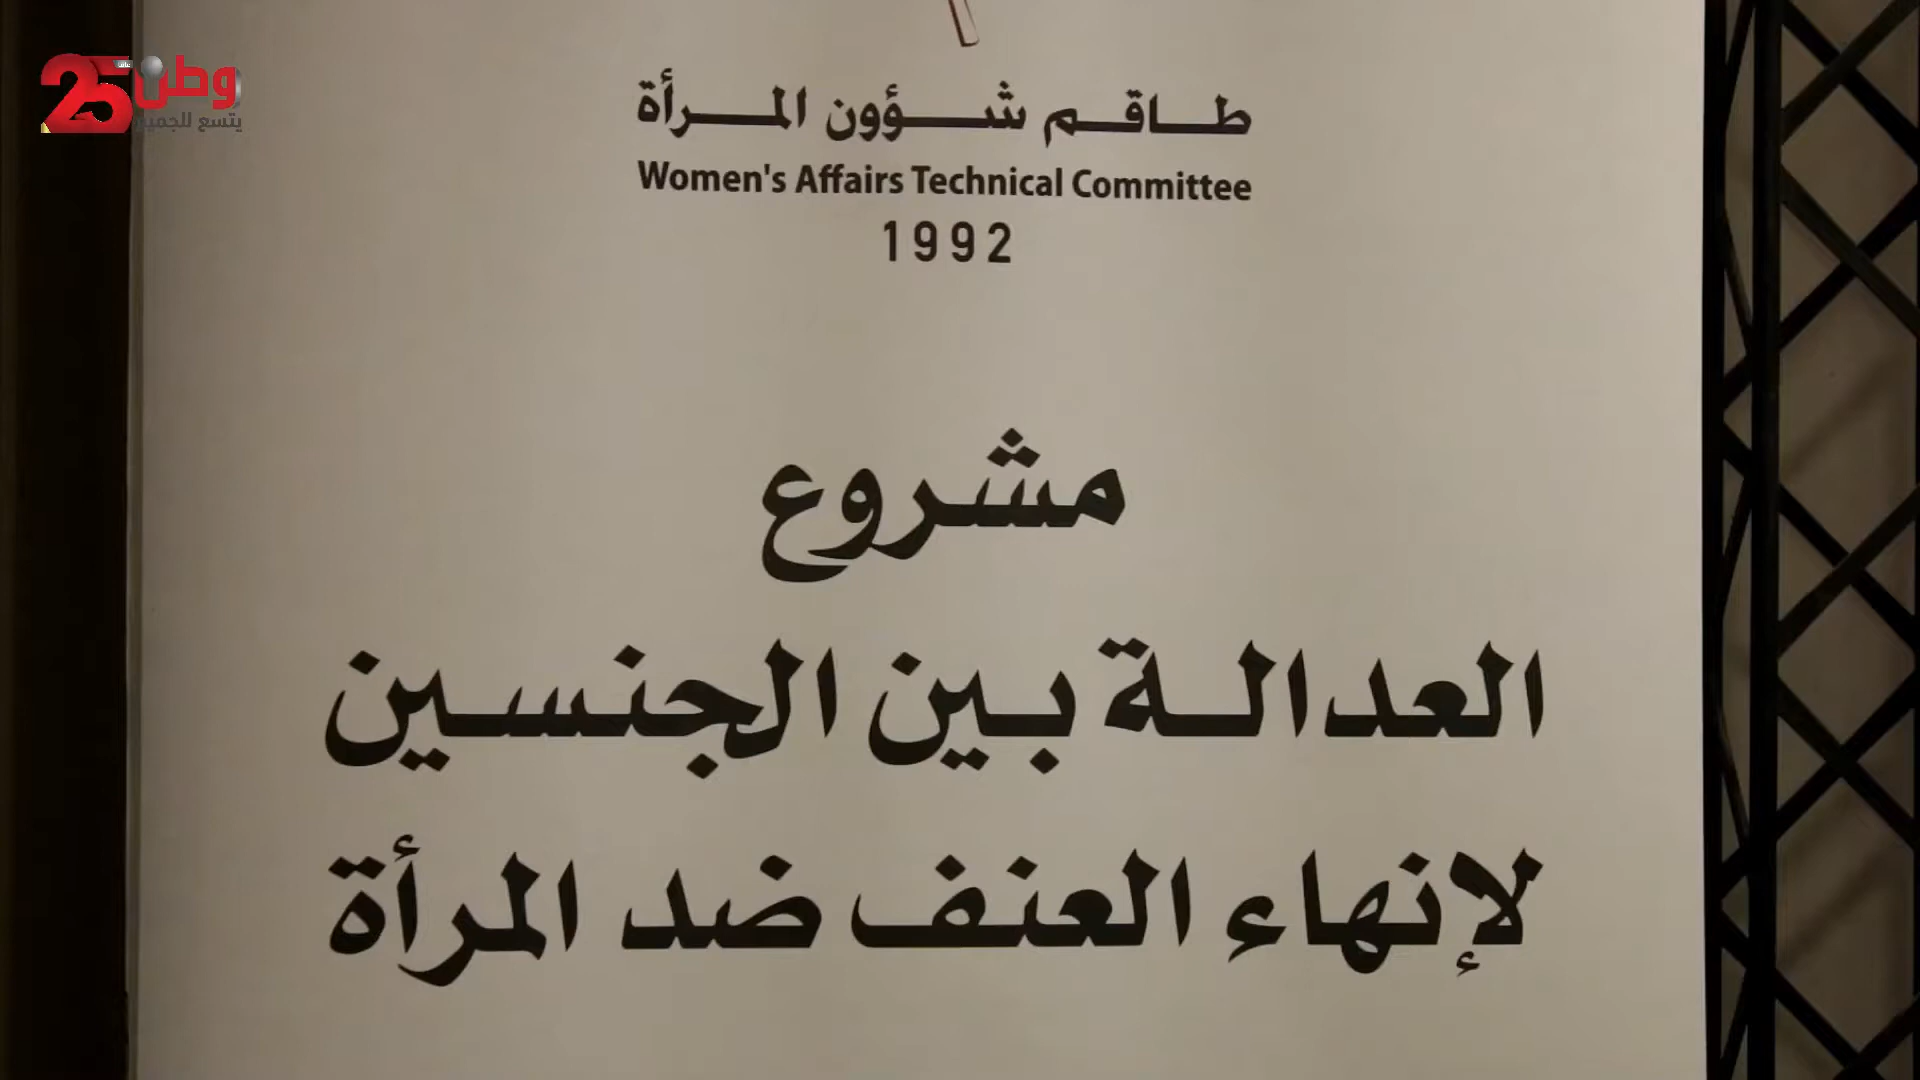 25 وطن
يتسع للجميع
طاقم شؤون المرأة
Women's Affairs Technical Committee
1992
مشروع
العدالة بين الجنسين
لإنهاء العنف ضد المرأة